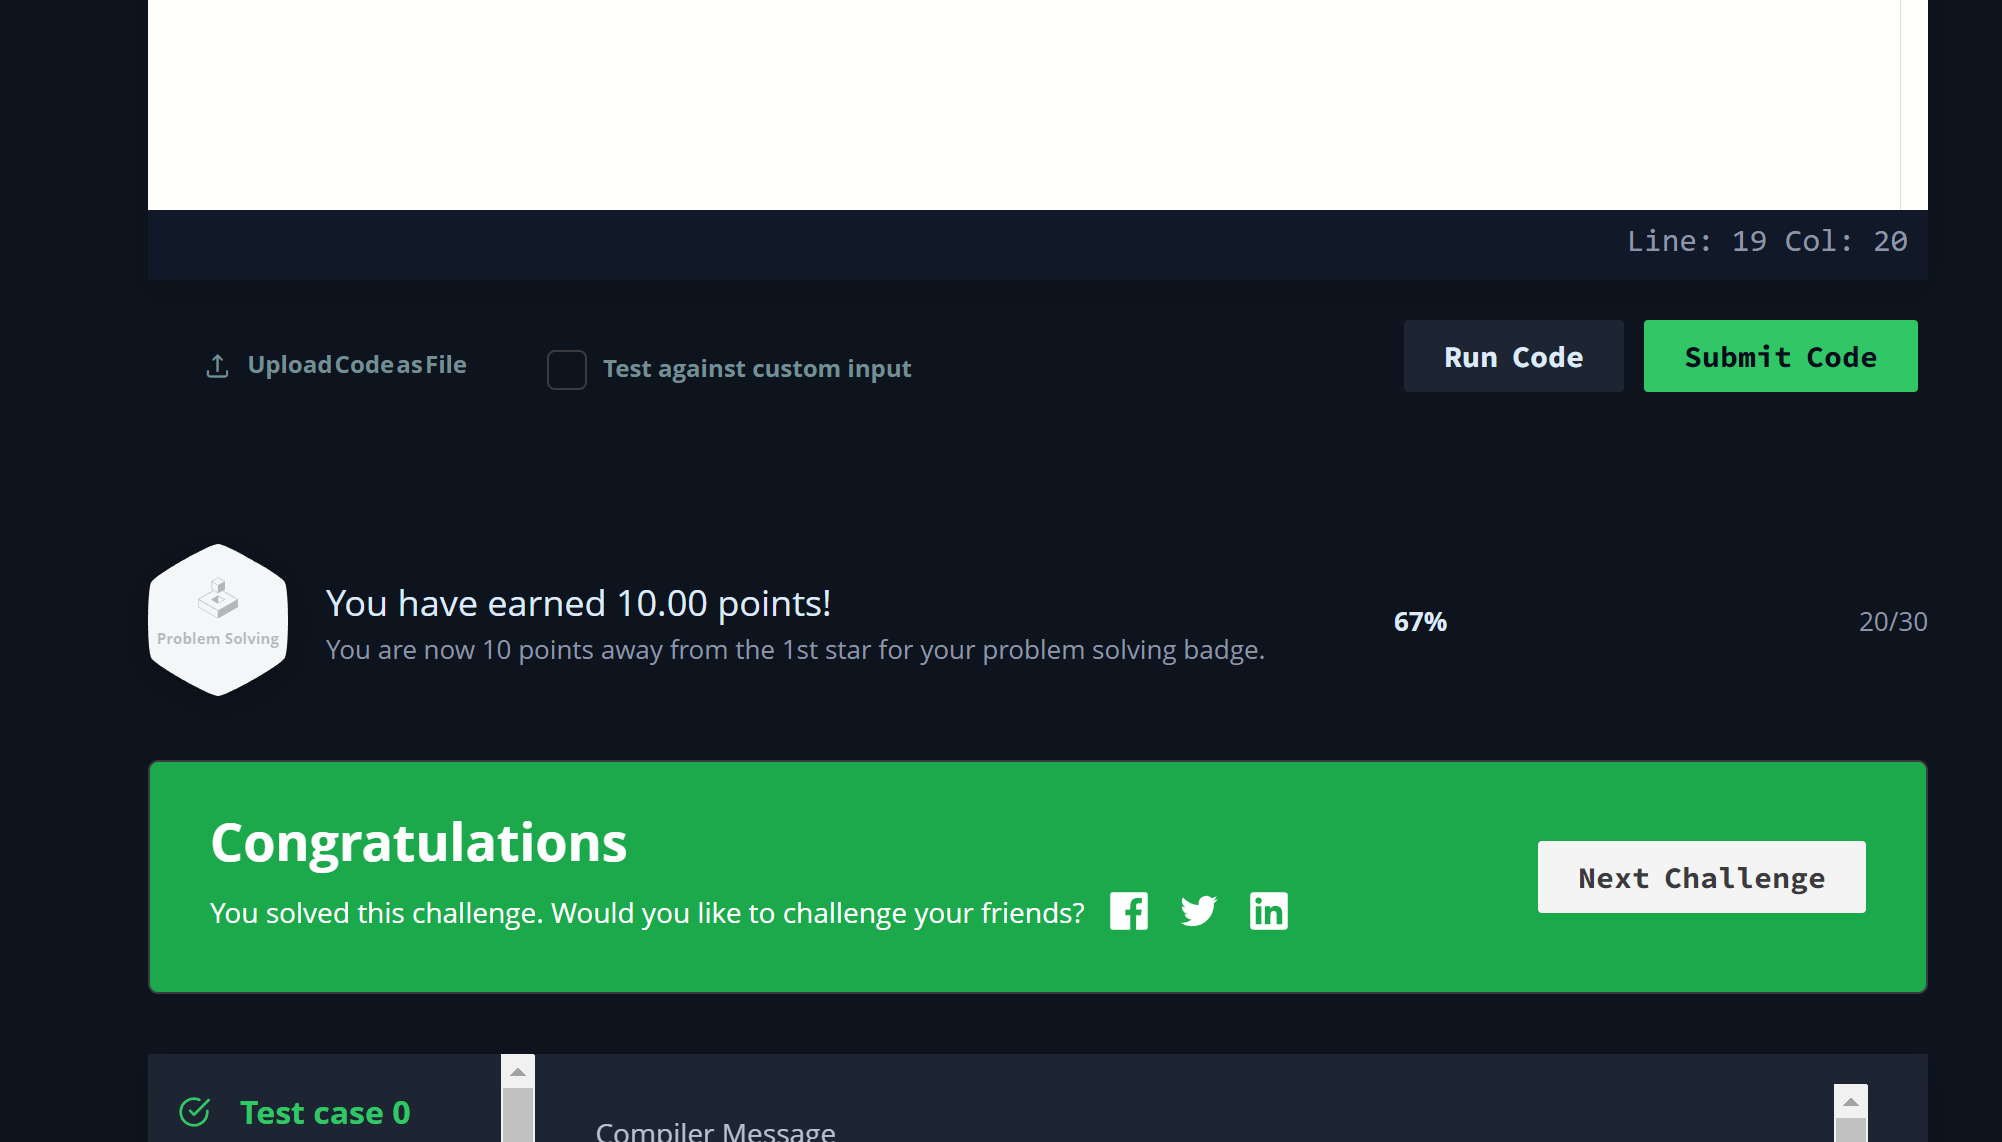 Line: 19 Col: 20
Upload Code as File
Test against custom input
Run Code
Submit Code
Problem Solving
You have earned 10.00 points!
You are now 10 points away from the 1st star for your problem solving badge.
67%
20/30
Congratulations
You solved this challenge. Would you like to challenge your friends?
Next Challenge
Test case 0
Compiler Message